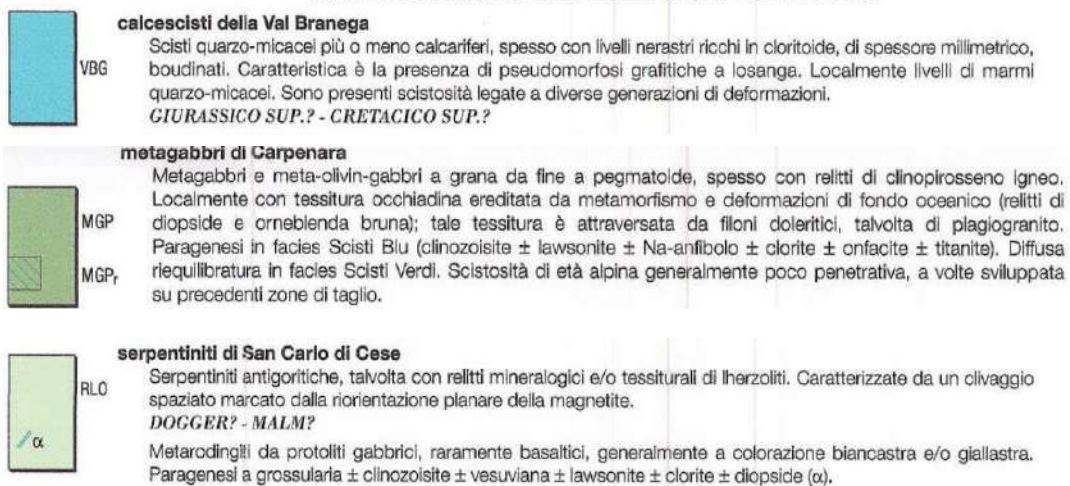 calcescisti della Val Branega
VBG
Scisti quarzo-micacei più o meno calcariferi, spesso con livelli nerastri ricchi in cloritoide, di spessore millimetrico,
boudinati. Caratteristica è la presenza di pseudomorfosi grafitiche a losanga. Localmente livelli di marmi
quarzo-micacei. Sono presenti scistosità legate a diverse generazioni di deformazioni.
GIURASSICO SUP.? - CRETACICO SUP.?
metagabbri di Carpenara
MGP
MGPr
Metagabbri e meta-olivin-gabbri a grana da fine a pegmatoide, spesso con relitti di clinopirosseno igneo.
Localmente con tessitura occhiadina ereditata da metamorfismo e deformazioni di fondo oceanico (relitti di
diopside e orneblenda bruna); tale tessitura è attraversata da filoni doleritici, talvolta di plagiogranito.
Paragenesi in facies Scisti Blu (clinozoisite ± lawsonite ± Na-anfibolo ± clorite ± onfacite ± titanite). Diffusa
riequilibratura in facies Scisti Verdi. Scistosità di età alpina generalmente poco penetrativa, a volte sviluppata
su precedenti zone di taglio.
serpentiniti di San Carlo di Cese
RLO
α
Serpentiniti antigoritiche, talvolta con relitti mineralogici e/o tessiturali di lherzoliti. Caratterizzate da un clivaggio
spaziato marcato dalla riorientazione planare della magnetite.
DOGGER? - MALM?
Metarodingiti da protoliti gabbrici, raramente basaltici, generalmente a colorazione biancastra e/o giallastra.
Paragenesi a grossularia ± clinozoisite ± vesuviana ± lawsonite ± clorite ± diopside (α).